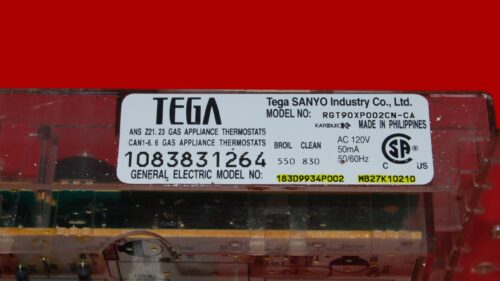 TEGA
Tega SANYO Industry Co., Ltd.
MODEL NO: RGT90XP002CN-CA
MADE IN PHILIPPINES
ANS Z21.23 GAS APPLIANCE THERMOSTATS
CAN1-6.6 GAS APPLIANCE THERMOSTATS
BROIL CLEAN
550 830
AC 120V
50mA
50/60Hz
SA
C US
1083831264
GENERAL ELECTRIC MODEL NO:
183D9934P002 WB27K10210